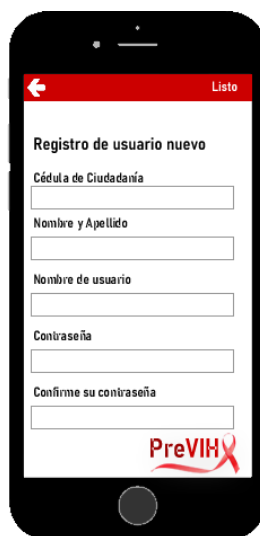 Listo
Registro de usuario nuevo
Cédula de Ciudadanía
Nombre y Apellido
Nombre de usuario
Contraseña
Confirme su contraseña
PreVIH